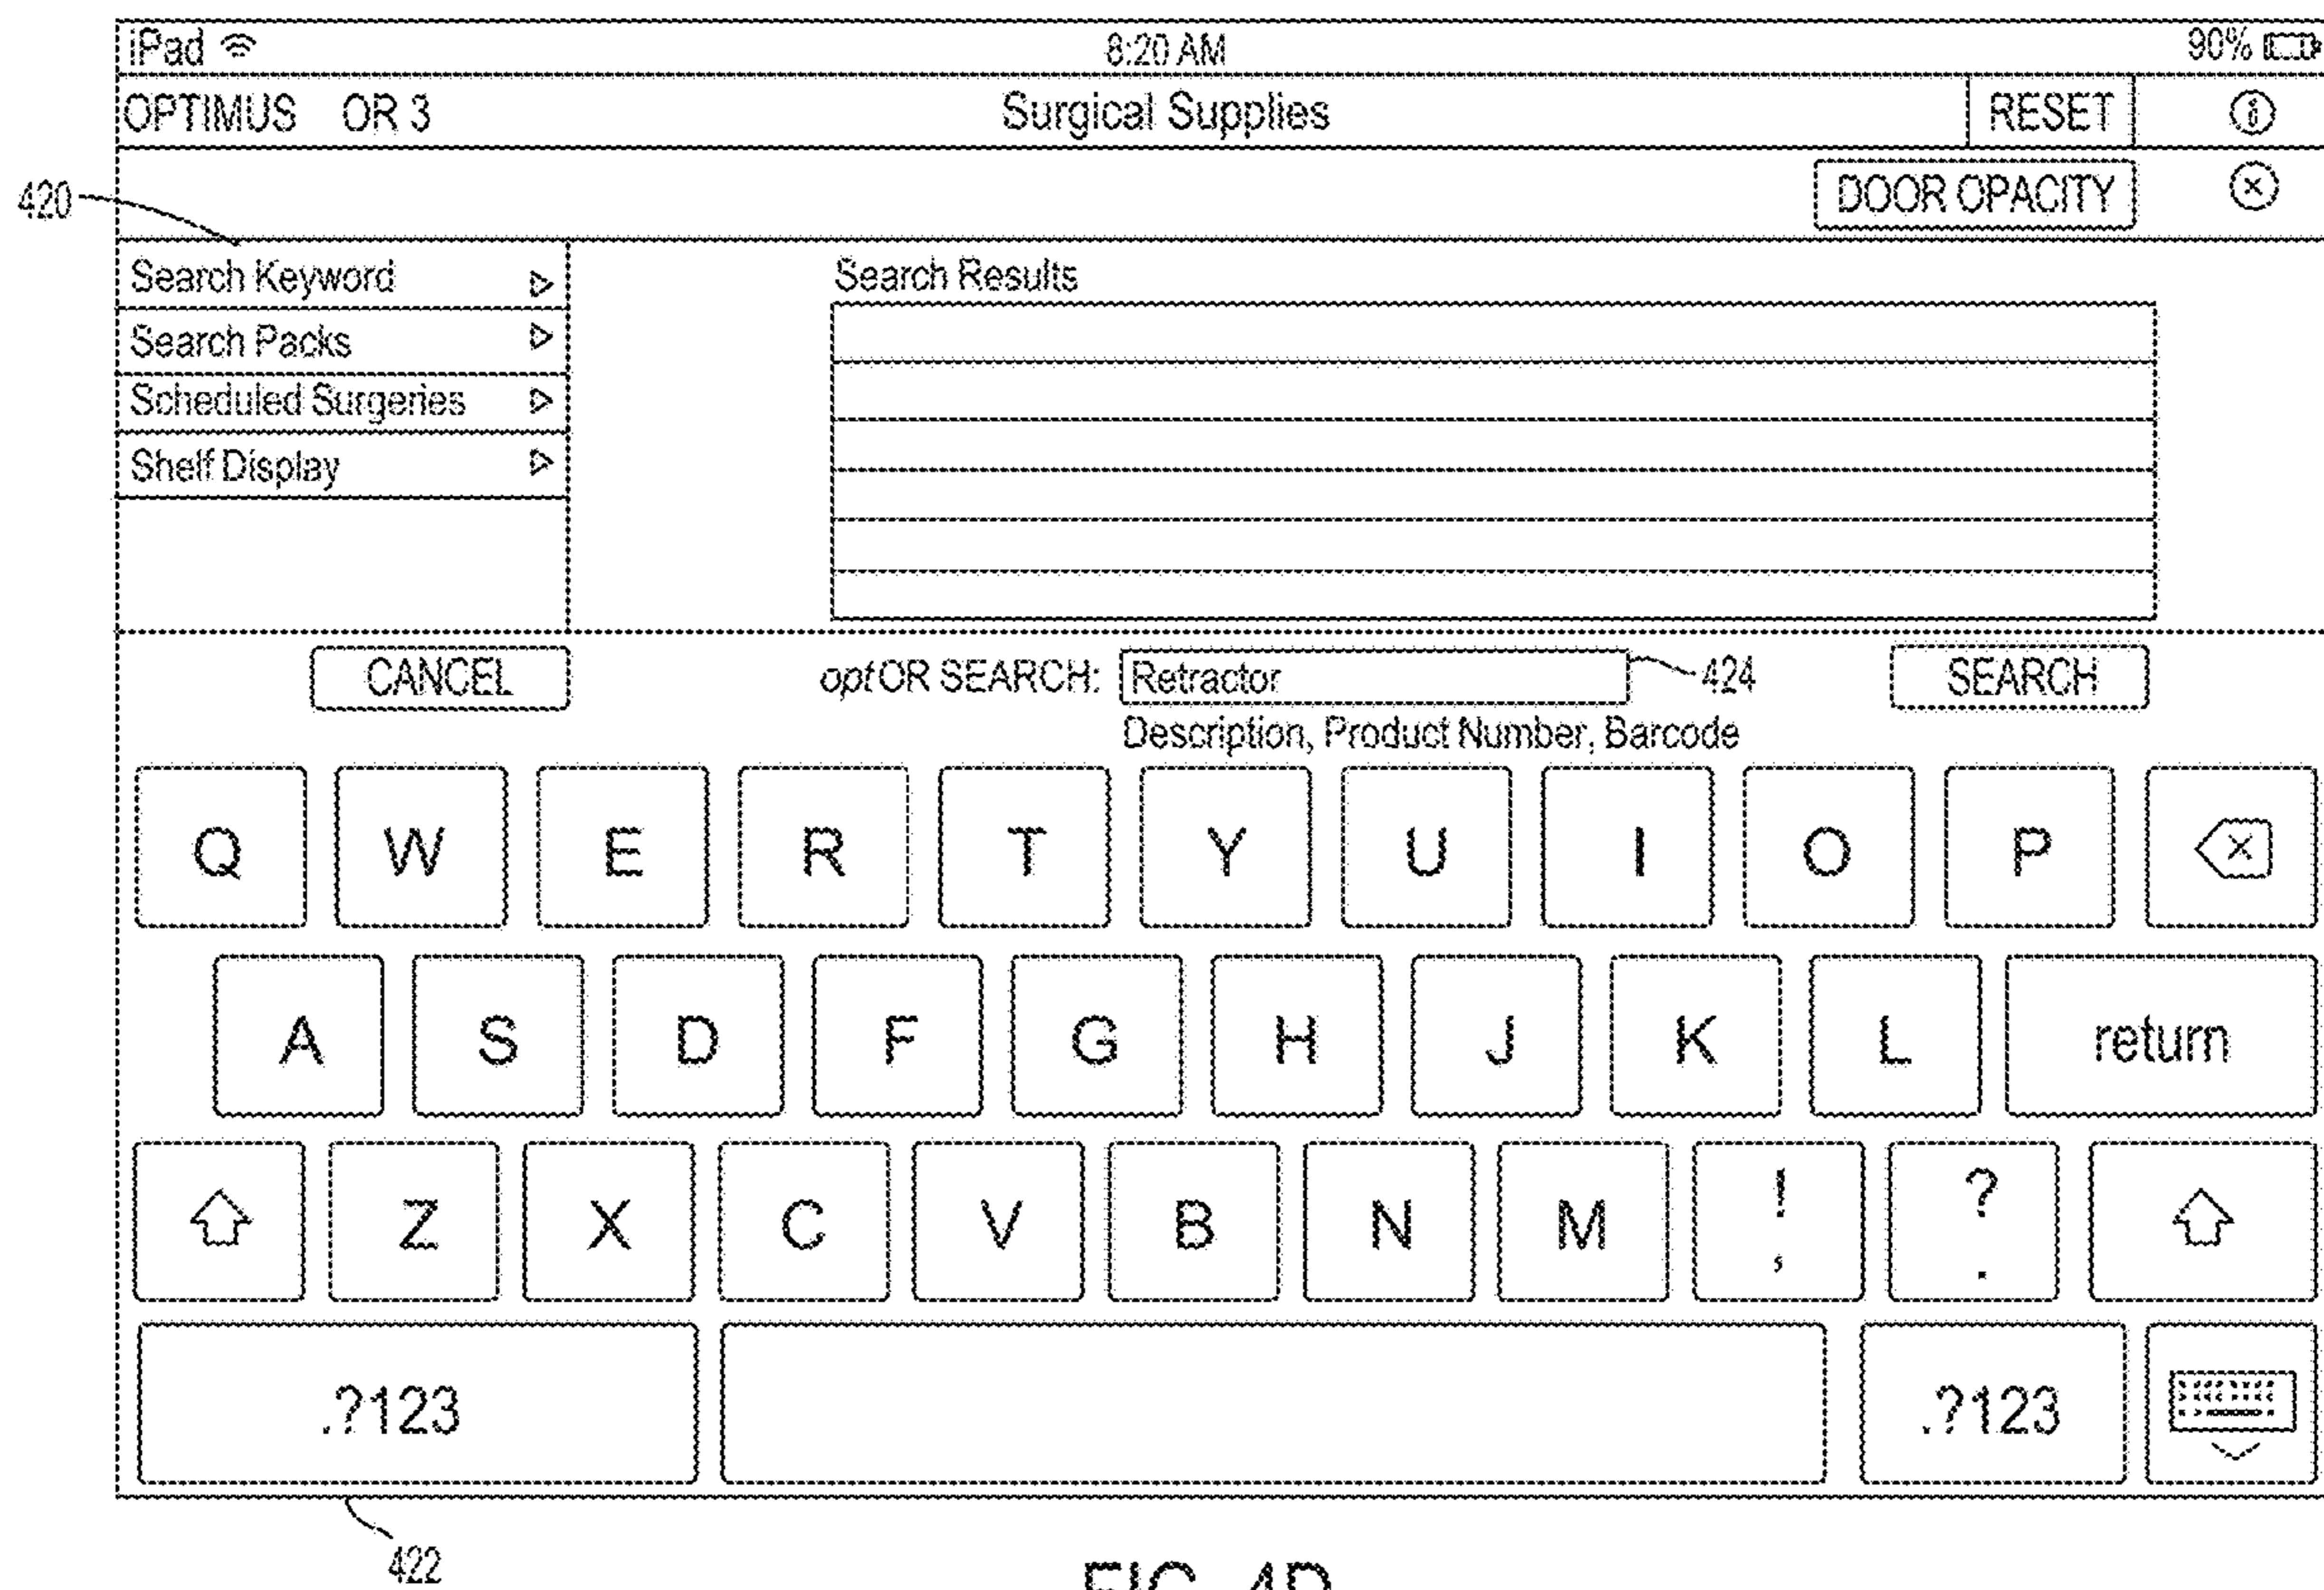 iPad 8:20 AM 90%
OPTIMUS OR 3 Surgical Supplies RESET
DOOR OPACITY
420
Search Keyword
Search Results
Search Packs
Scheduled Surgeries
Shelf Display
CANCEL optOR SEARCH: Retractor 424 SEARCH
Description, Product Number, Barcode
Q W E R T Y U I O P
A S D F G H J K L return
Z X C V B N M ! , ? .
.?123 .?123
422